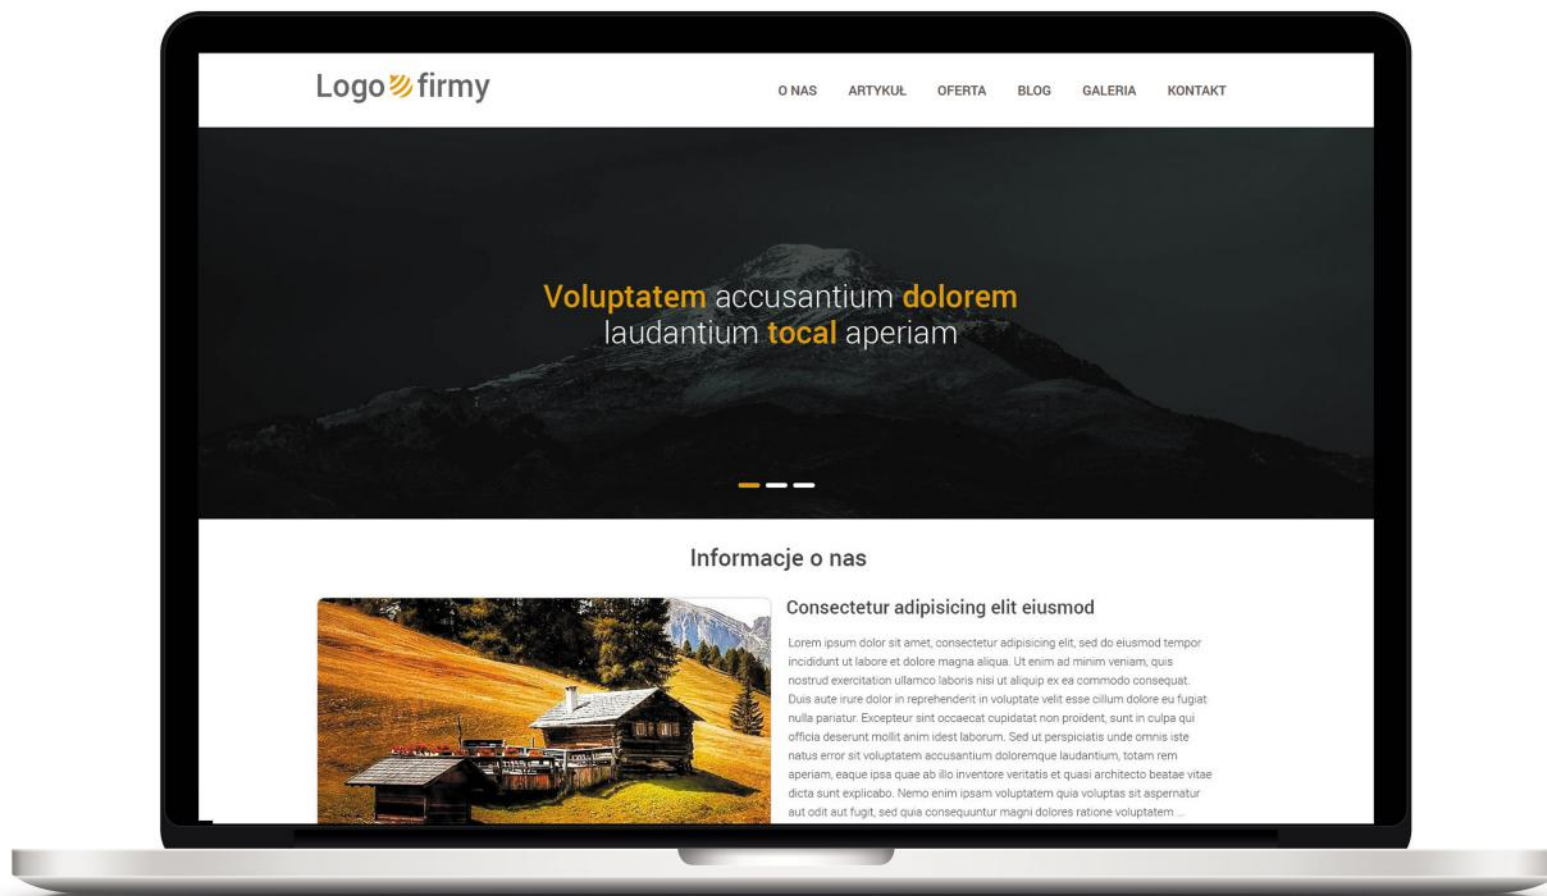 Logo firmy
O NAS ARTYKUŁ OFERTA BLOG GALERIA KONTAKT
Voluptatem accusantium dolorem
laudantium tocal aperiam
Informacje o nas
Consectetur adipisicing elit eiusmod
Lorem ipsum dolor sit amet, consectetur adipisicing elit, sed do eiusmod tempor
incididunt ut labore et dolore magna aliqua. Ut enim ad minim veniam, quis
nostrud exercitation ullamco laboris nisi ut aliquip ex ea commodo consequat.
Duis aute irure dolor in reprehenderit in voluptate velit esse cillum dolore eu fugiat
nulla pariatur. Excepteur sint occaecat cupidatat non proident, sunt in culpa qui
officia deserunt mollit anim idest laborum. Sed ut perspiciatis unde omnis iste
natus error sit voluptatem accusantium doloremque laudantium, totam rem
aperiam, eaque ipsa quae ab illo inventore veritatis et quasi architecto beatae vitae
dicta sunt explicabo. Nemo enim ipsam voluptatem quia voluptas sit aspernatur
aut odit aut fugit, sed quia consequuntur magni dolores ratione voluptatem ...